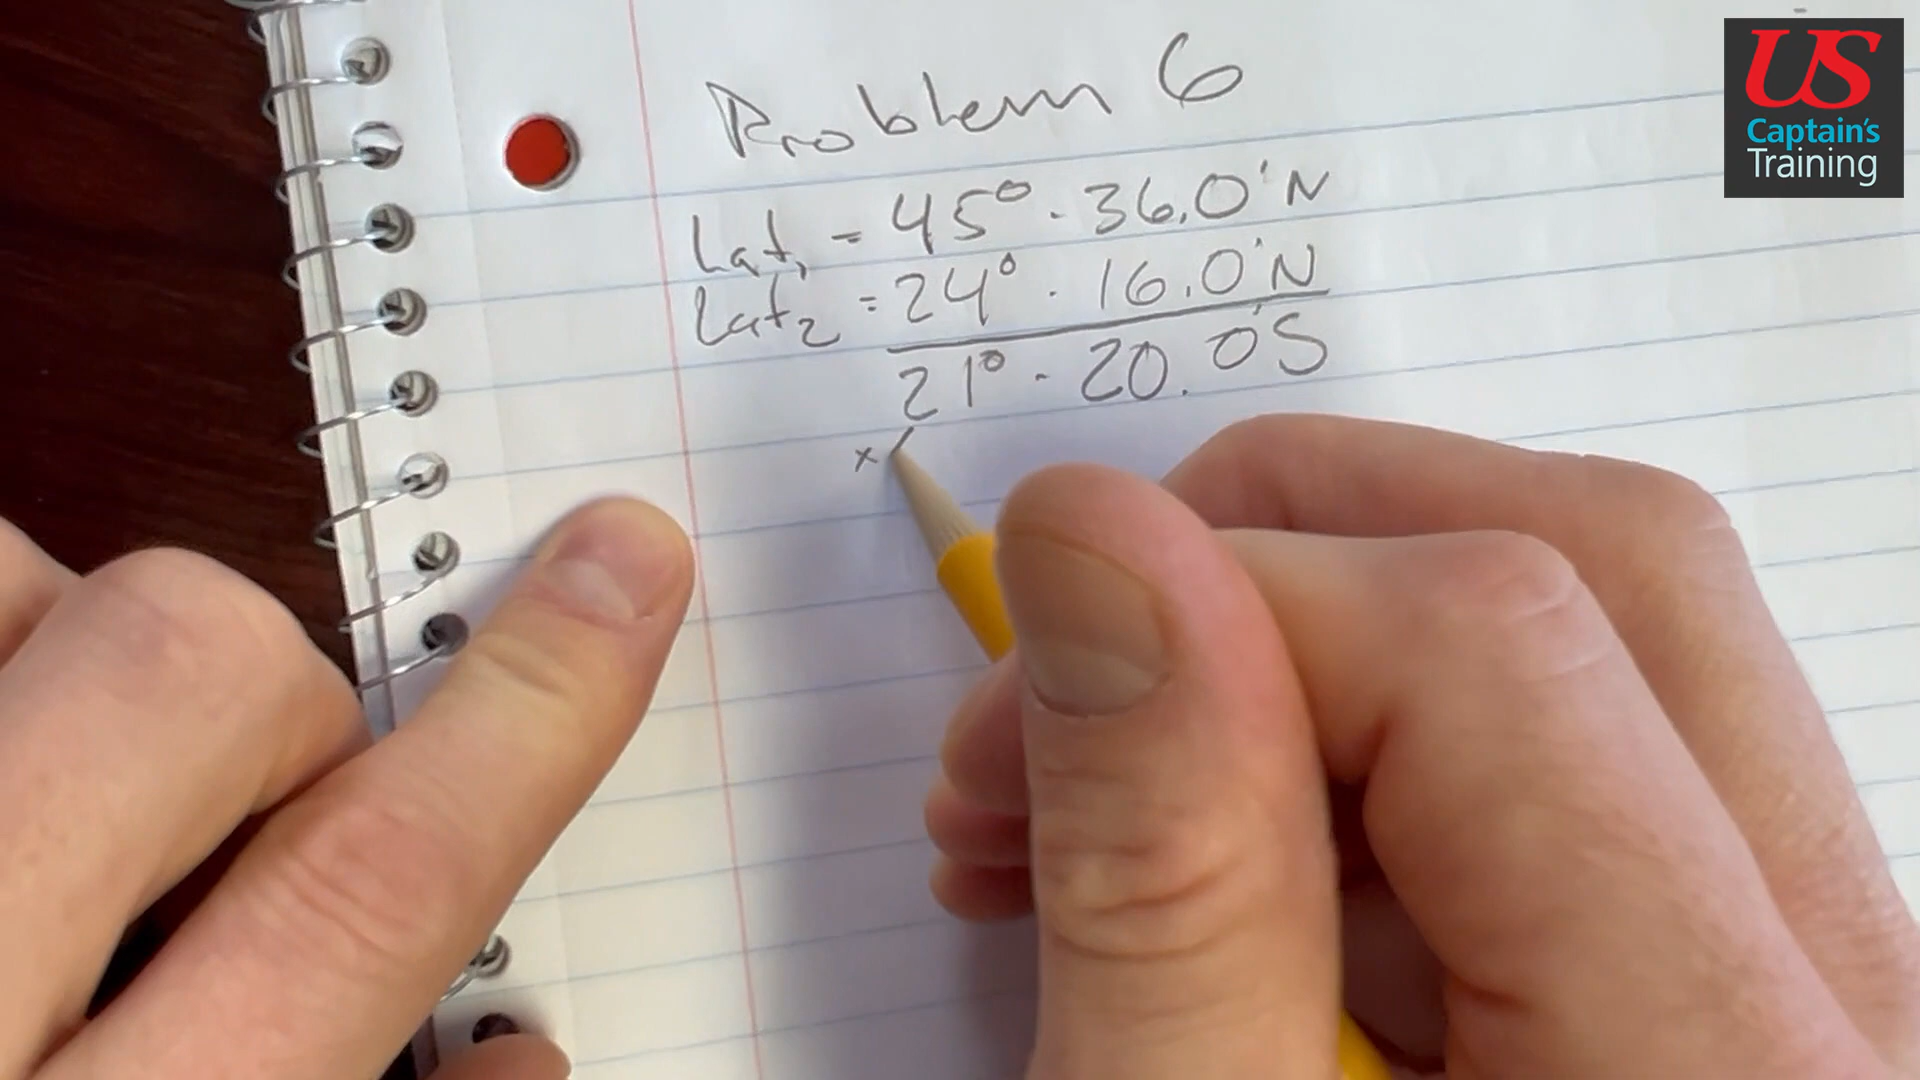 US
Captain's
Training
Problem 6
Lat1 = 45° - 36.0' N
Lat2 = 24° - 16.0' N
21° - 20.0' S
×